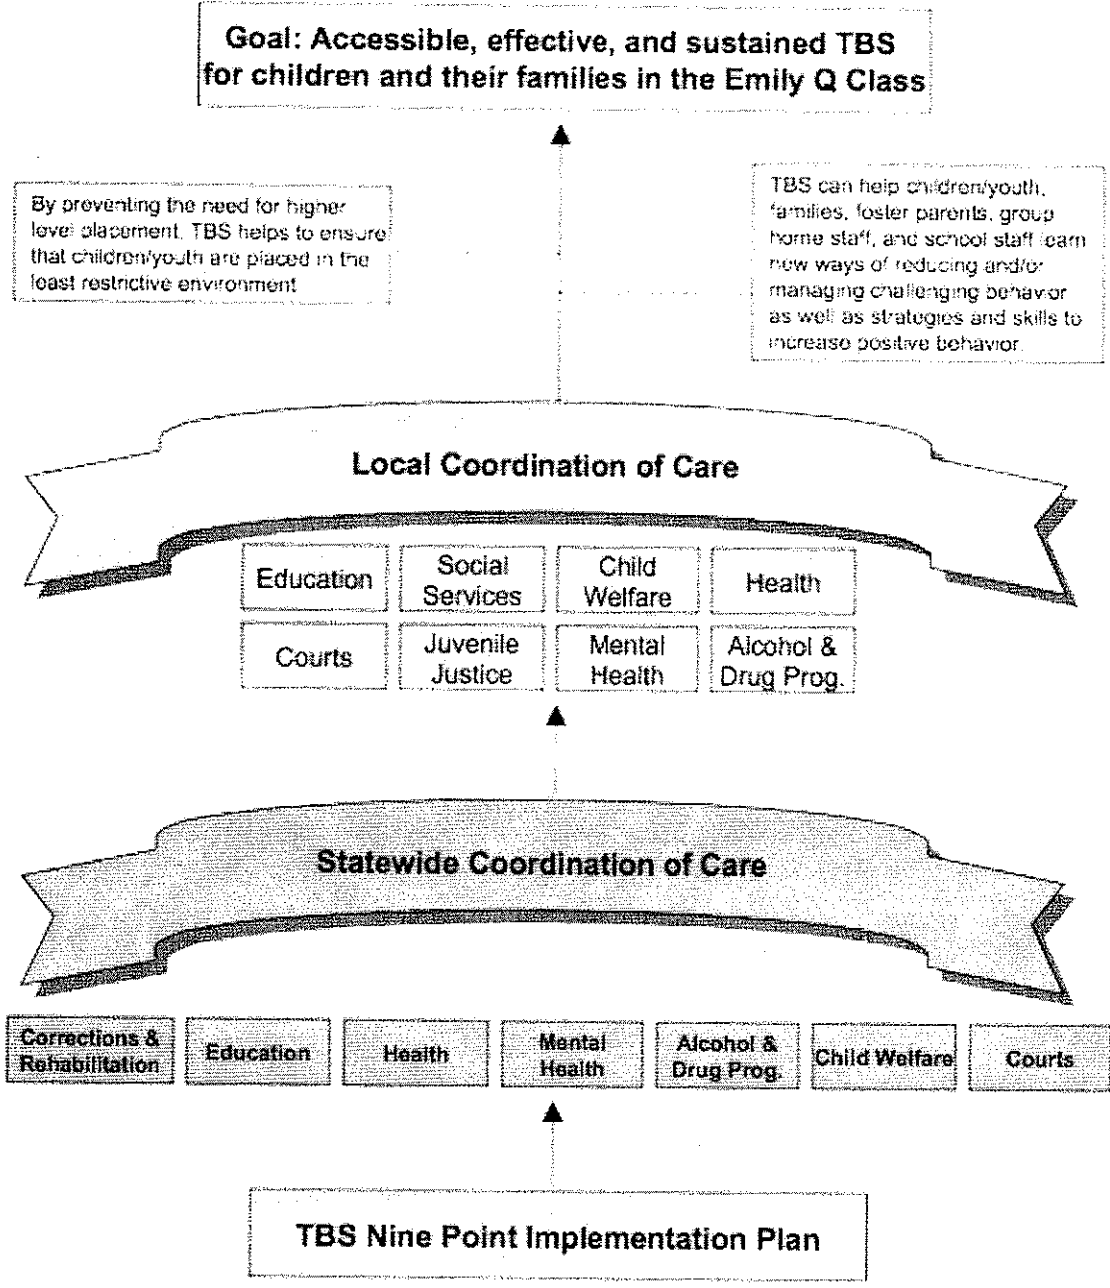 Goal: Accessible, effective, and sustained TBS
for children and their families in the Emily Q Class
By preventing the need for higher
level placement, TBS helps to ensure
that children/youth are placed in the
least restrictive environment
TBS can help children/youth,
families, foster parents, group
home staff, and school staff learn
new ways of reducing and/or
managing challenging behavior
as well as strategies and skills to
increase positive behavior.
Local Coordination of Care
Education
Social
Services
Child
Welfare
Health
Courts
Juvenile
Justice
Mental
Health
Alcohol &
Drug Prog.
Statewide Coordination of Care
Corrections &
Rehabilitation
Education
Health
Mental
Health
Alcohol &
Drug Prog.
Child Welfare
Courts
TBS Nine Point Implementation Plan